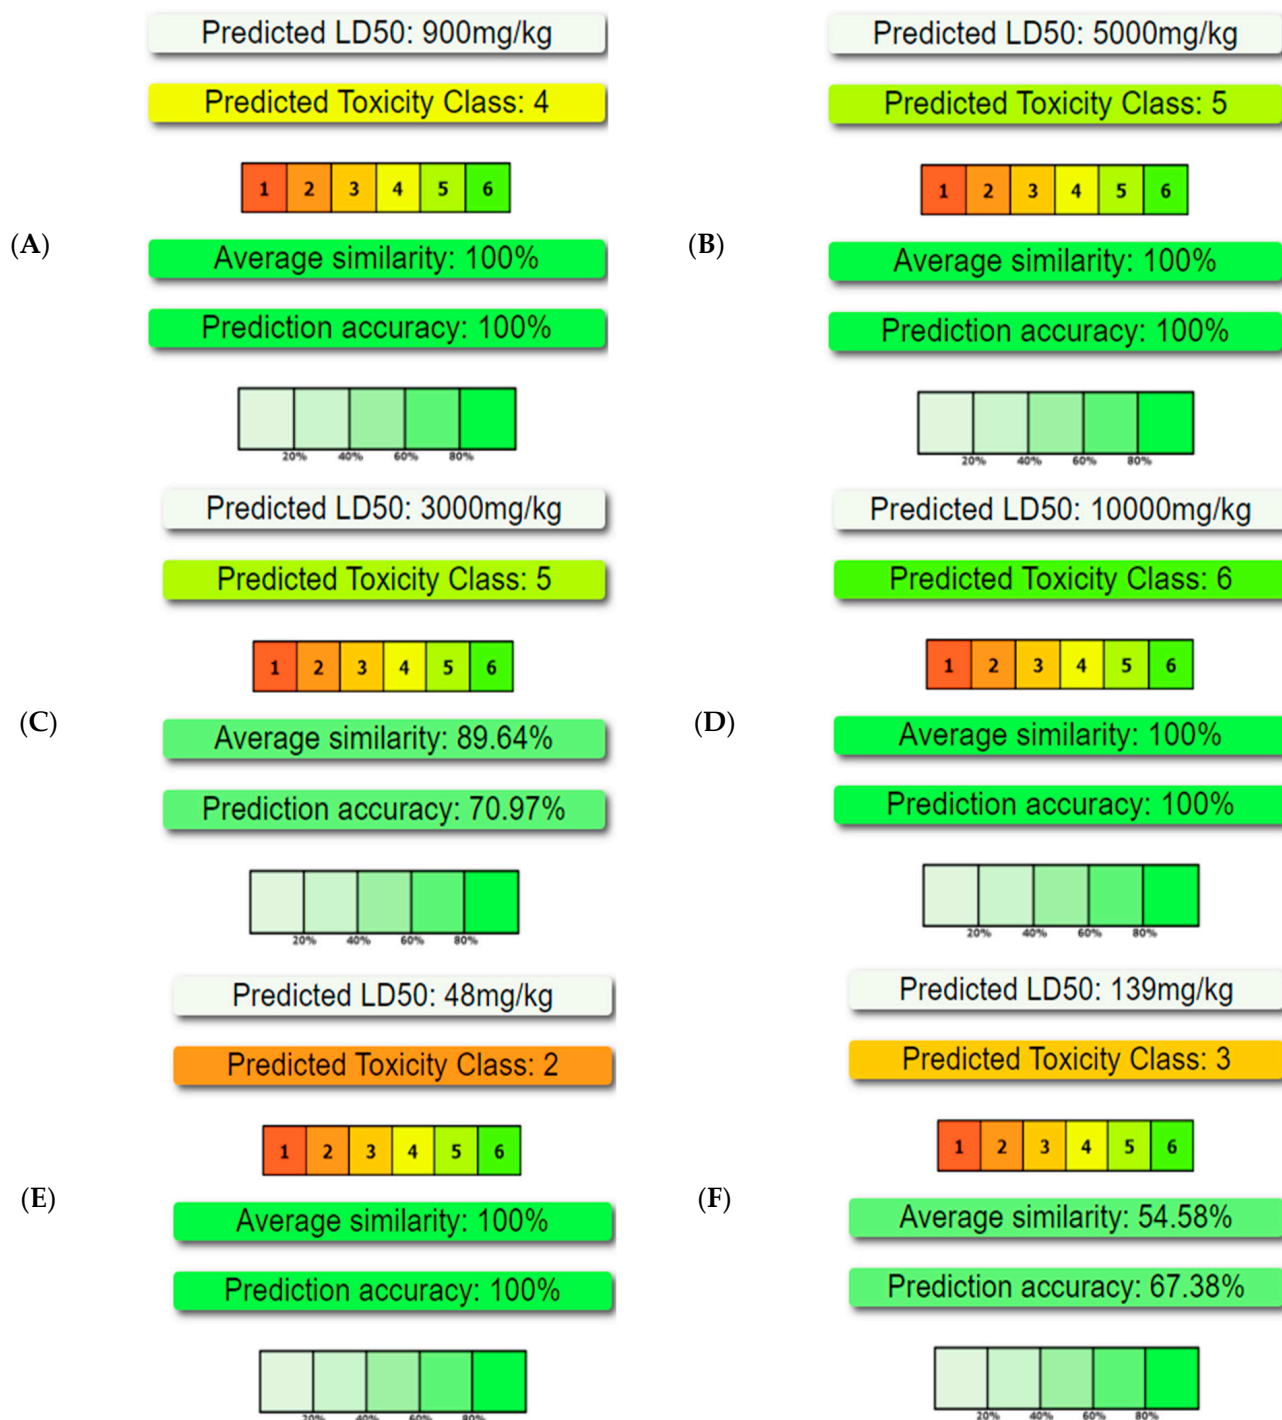 Predicted LD50: 900mg/kg
Predicted Toxicity Class: 4
1 2 3 4 5 6
(A)
Average similarity: 100%
Prediction accuracy: 100%
20% 40% 60% 80%
Predicted LD50: 5000mg/kg
Predicted Toxicity Class: 5
1 2 3 4 5 6
(B)
Average similarity: 100%
Prediction accuracy: 100%
20% 40% 60% 80%
Predicted LD50: 3000mg/kg
Predicted Toxicity Class: 5
1 2 3 4 5 6
(C)
Average similarity: 89.64%
Prediction accuracy: 70.97%
20% 40% 60% 80%
Predicted LD50: 10000mg/kg
Predicted Toxicity Class: 6
1 2 3 4 5 6
(D)
Average similarity: 100%
Prediction accuracy: 100%
20% 40% 60% 80%
Predicted LD50: 48mg/kg
Predicted Toxicity Class: 2
1 2 3 4 5 6
(E)
Average similarity: 100%
Prediction accuracy: 100%
20% 40% 60% 80%
Predicted LD50: 139mg/kg
Predicted Toxicity Class: 3
1 2 3 4 5 6
(F)
Average similarity: 54.58%
Prediction accuracy: 67.38%
20% 40% 60% 80%